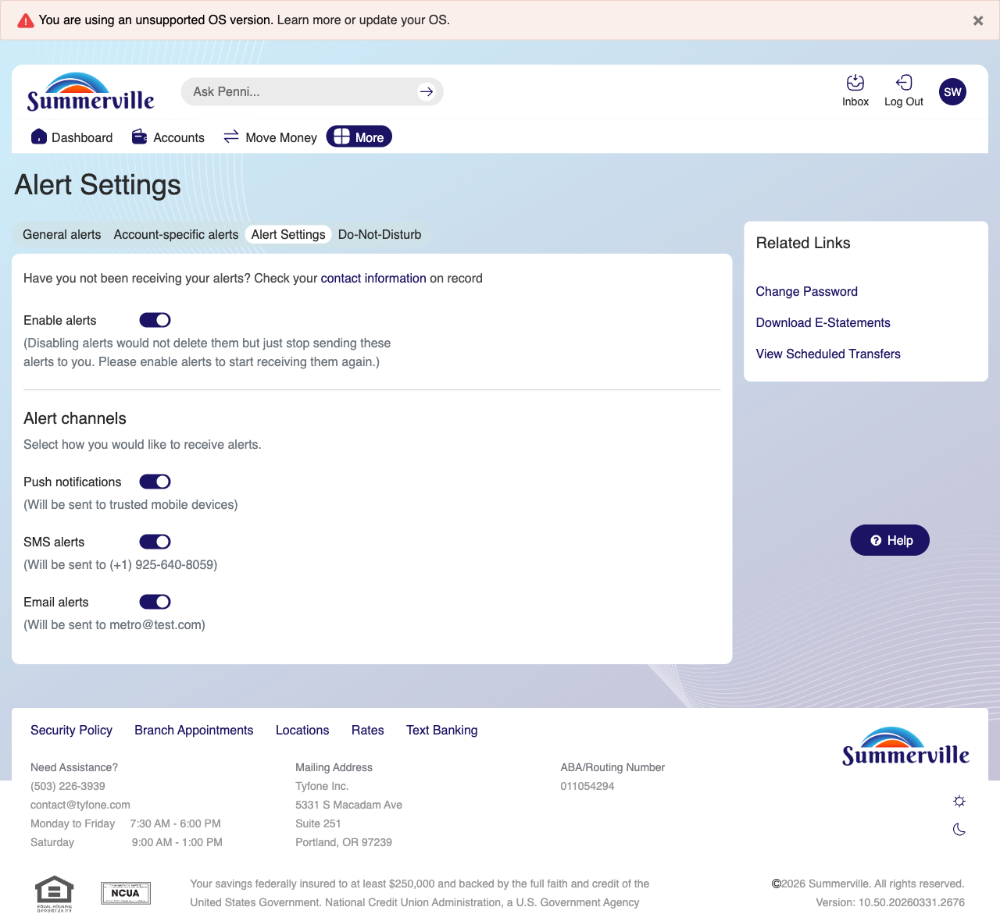 You are using an unsupported OS version. Learn more or update your OS.
Summerville
Ask Penni...
Inbox
Log Out
SW
Dashboard
Accounts
Move Money
More
Alert Settings
General alerts
Account-specific alerts
Alert Settings
Do-Not-Disturb
Have you not been receiving your alerts? Check your contact information on record
Enable alerts
(Disabling alerts would not delete them but just stop sending these
alerts to you. Please enable alerts to start receiving them again.)
Alert channels
Select how you would like to receive alerts.
Push notifications
(Will be sent to trusted mobile devices)
SMS alerts
(Will be sent to (+1) 925-640-8059)
Email alerts
(Will be sent to metro@test.com)
Related Links
Change Password
Download E-Statements
View Scheduled Transfers
Help
Security Policy
Branch Appointments
Locations
Rates
Text Banking
Summerville
Need Assistance?
(503) 226-3939
contact@tyfone.com
Monday to Friday 7:30 AM - 6:00 PM
Saturday 9:00 AM - 1:00 PM
Mailing Address
Tyfone Inc.
5331 S Macadam Ave
Suite 251
Portland, OR 97239
ABA/Routing Number
011054294
EQUAL HOUSING
OPPORTUNITY
NCUA
Your savings federally insured to at least $250,000 and backed by the full faith and credit of the
United States Government. National Credit Union Administration, a U.S. Government Agency
©2026 Summerville. All rights reserved.
Version: 10.50.20260331.2676